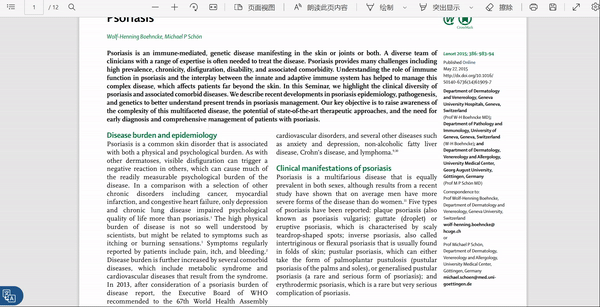 1 / 12
页面视图
朗读此页内容
绘制
突出显示
擦除
Psoriasis
Wolf-Henning Boehncke, Michael P Schön
Psoriasis is an immune-mediated, genetic disease manifesting in the skin or joints or both. A diverse team of
clinicians with a range of expertise is often needed to treat the disease. Psoriasis provides many challenges including
high prevalence, chronicity, disfiguration, disability, and associated comorbidity. Understanding the role of immune
function in psoriasis and the interplay between the innate and adaptive immune system has helped to manage this
complex disease, which affects patients far beyond the skin. In this Seminar, we highlight the clinical diversity of
psoriasis and associated comorbid diseases. We describe recent developments in psoriasis epidemiology, pathogenesis,
and genetics to better understand present trends in psoriasis management. Our key objective is to raise awareness of
the complexity of this multifaceted disease, the potential of state-of-the-art therapeutic approaches, and the need for
early diagnosis and comprehensive management of patients with psoriasis.
Disease burden and epidemiology
Psoriasis is a common skin disorder that is associated
with both a physical and psychological burden. As with
other dermatoses, visible disfiguration can trigger a
negative reaction in others, which can cause much of
the readily measurable psychological burden of the
disease. In a comparison with a selection of other
chronic disorders including cancer, myocardial
infarction, and congestive heart failure, only depression
and chronic lung disease impaired psychological
quality of life more than psoriasis.
The high physical
burden of disease is not so well understood by
scientists, but might be related to symptoms such as
itching or burning sensations.
Symptoms regularly
reported by patients include pain, itch, and bleeding.
Disease burden is further increased by several comorbid
diseases, which include metabolic syndrome and
cardiovascular diseases that result from the syndrome.
In 2013, after consideration of a psoriasis burden of
disease report, the Executive Board of WHO
recommended to the 67th World Health Assembly
cardiovascular disorders, and several other diseases such
as anxiety and depression, non-alcoholic fatty liver
disease, Crohn's disease, and lymphoma.
Clinical manifestations of psoriasis
Psoriasis is a multifarious disease that is equally
prevalent in both sexes, although results from a recent
study have shown that on average men have more
severe forms of the disease than do women.
Five types
of psoriasis have been reported: plaque psoriasis (also
known as psoriasis vulgaris); guttate (droplet) or
eruptive psoriasis, which is characterized by scaly
teardrop-shaped spots; inverse psoriasis, also called
intertriginous or flexural psoriasis that is usually found
in folds of skin; pustular psoriasis, which can either
take the form of palmoplantar pustulosis (pustular
psoriasis of the palms and soles), or generalised pustular
psoriasis (a rare and serious form of psoriasis); and
erythrodermic psoriasis, which is a rare but very
serious complication of psoriasis.
Lancet 2015; 386: 983–94
Published Online
May 27, 2015
http://dx.doi.org/10.1016/
S0140-6736(14)61909-7
Department of Dermatology
and Venereology, Geneva
University Hospitals, Geneva,
Switzerland
(Prof W-H Boehncke MD);
Department of Pathology
and Immunology, University of
Geneva, Geneva, Switzerland
(W-H Boehncke); and
Department of Dermatology,
Venereology and Allergology,
University Medical Center,
Georg August University,
Göttingen, Germany
(Prof M P Schön MD)
Correspondence to:
Prof Wolf-Henning Boehncke,
Department of Dermatology and
Venereology, Geneva University,
Switzerland
wolf-henning.boehncke@
hcuge.ch
or
Prof Michael P Schön,
Department of Dermatology,
Venereology and Allergology,
University Medical Center,
Göttingen, Germany
michael.schoen@med.uni-
goettingen.de